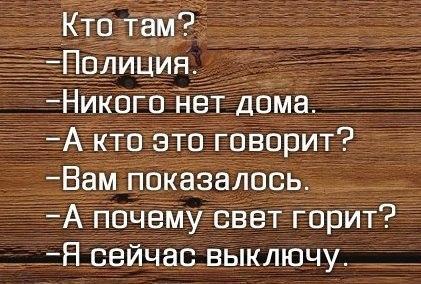 Кто там?
-Полиция.
-Никого нет дома.
-А кто это говорит?
-Вам показалось.
-А почему свет горит?
-Я сейчас выключу.